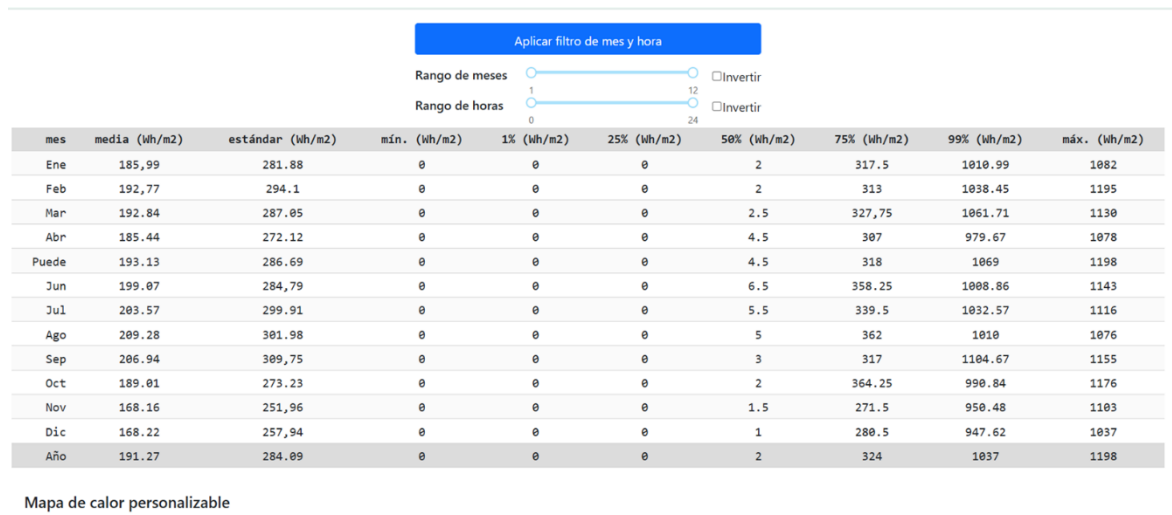 Aplicar filtro de mes y hora
Rango de meses 1 12 Invertir
Rango de horas 0 24 Invertir
mes media (Wh/m2) estándar (Wh/m2) mín. (Wh/m2) 1% (Wh/m2) 25% (Wh/m2) 50% (Wh/m2) 75% (Wh/m2) 99% (Wh/m2) máx. (Wh/m2)
Ene 185,99 281.88 0 0 0 2 317.5 1010.99 1082
Feb 192,77 294.1 0 0 0 2 313 1038.45 1195
Mar 192.84 287.05 0 0 0 2.5 327,75 1061.71 1130
Abr 185.44 272.12 0 0 0 4.5 307 979.67 1078
Puede 193.13 286.69 0 0 0 4.5 318 1069 1198
Jun 199.07 284,79 0 0 0 6.5 358.25 1008.86 1143
Jul 203.57 299.91 0 0 0 5.5 339.5 1032.57 1116
Ago 209.28 301.98 0 0 0 5 362 1010 1076
Sep 206.94 309,75 0 0 0 3 317 1104.67 1155
Oct 189.01 273.23 0 0 0 2 364.25 990.84 1176
Nov 168.16 251,96 0 0 0 1.5 271.5 950.48 1103
Dic 168.22 257,94 0 0 0 1 280.5 947.62 1037
Año 191.27 284.09 0 0 0 2 324 1037 1198
Mapa de calor personalizable